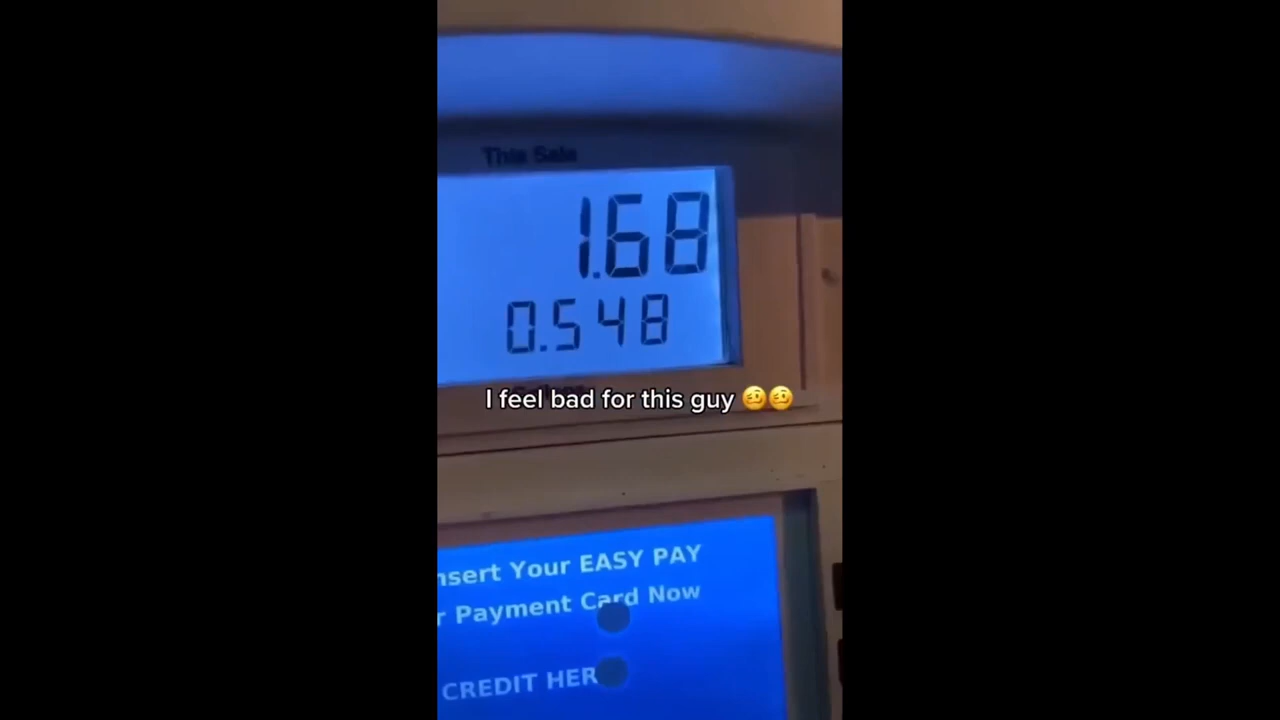 This Sale
1.68
0.548
I feel bad for this guy 🥴🥴
nsert Your EASY PAY
r Payment Card Now
CREDIT HER